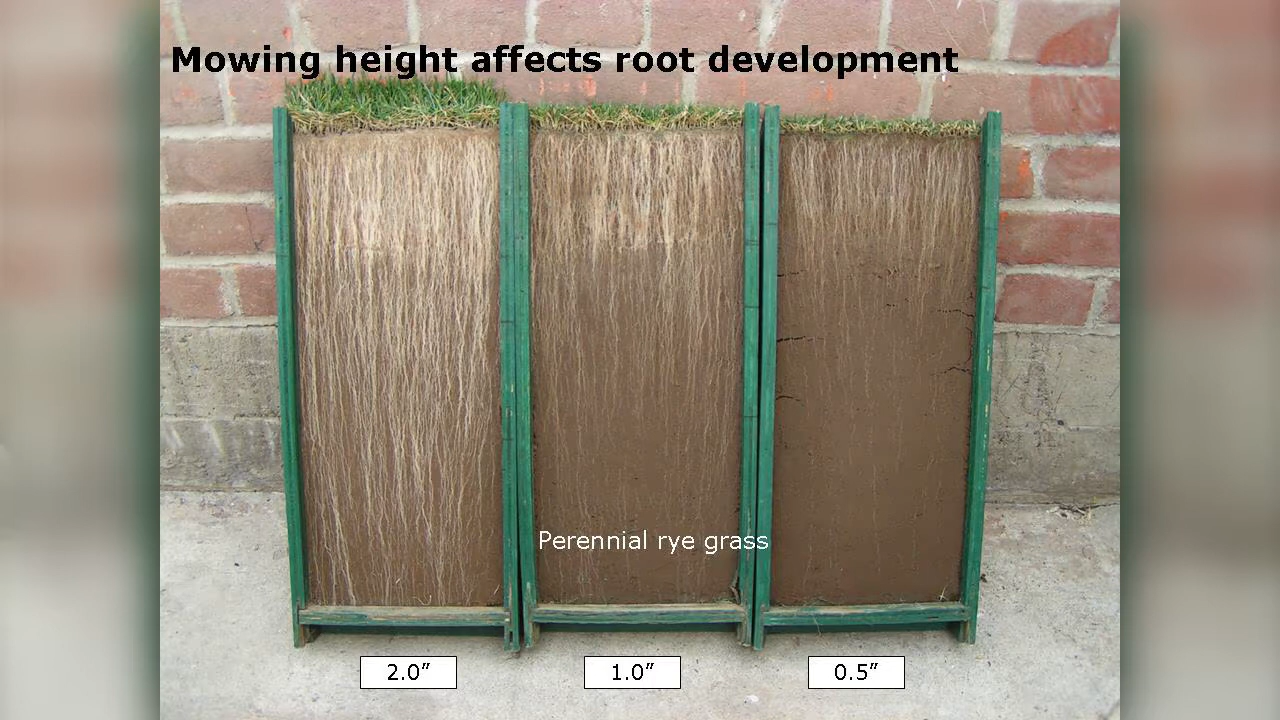 Mowing height affects root development
Perennial rye grass
2.0”
1.0”
0.5”